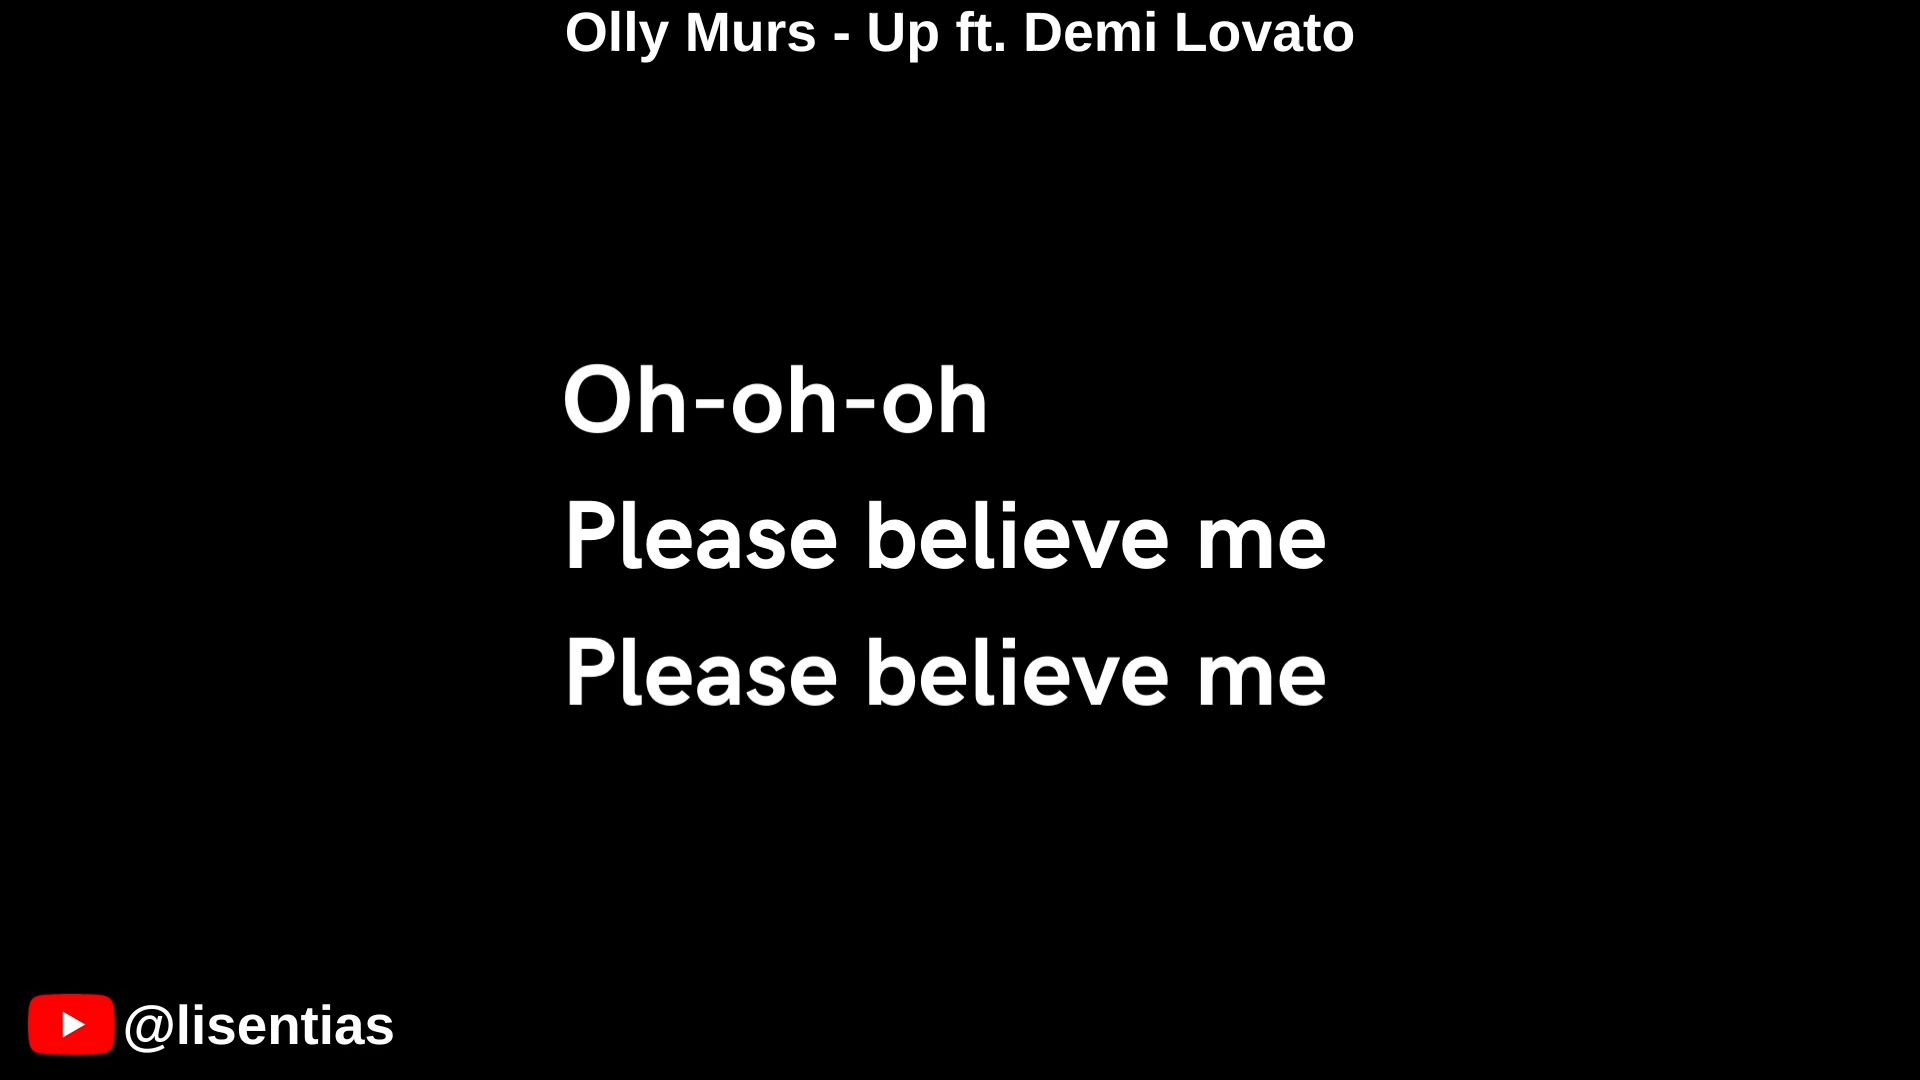 Olly Murs - Up ft. Demi Lovato
Oh-oh-oh
Please believe me
Please believe me
@lisentias